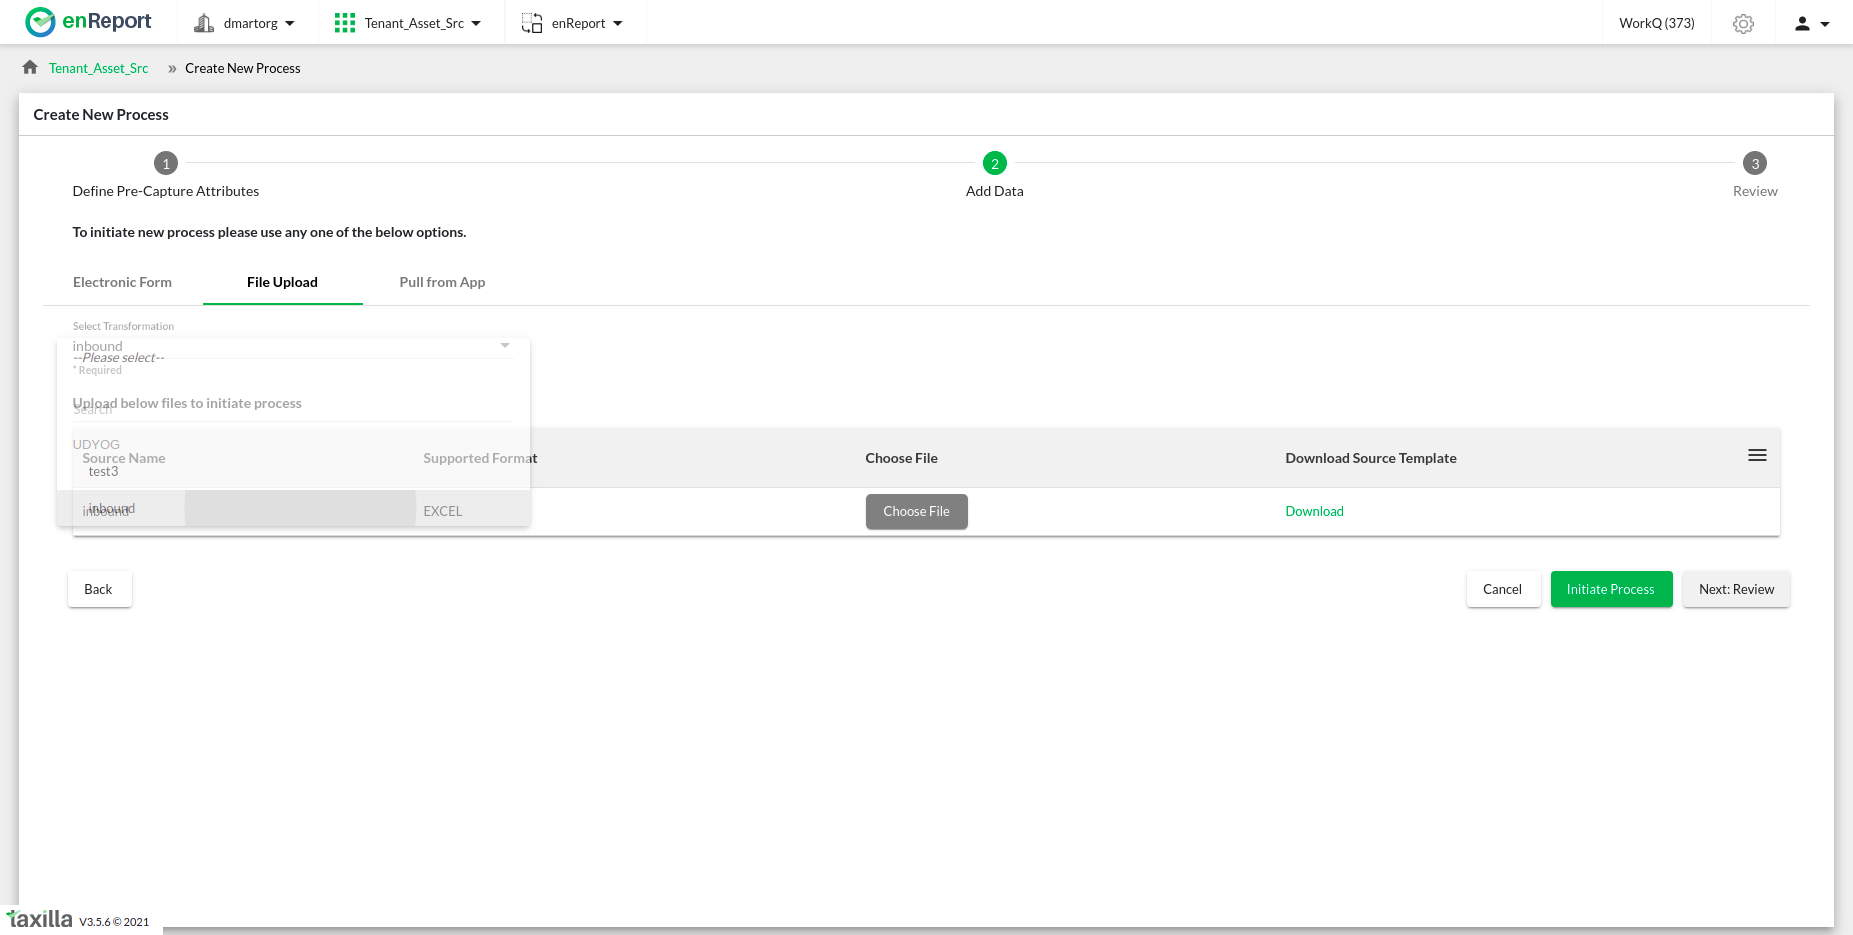 enReport dmartorg Tenant_Asset_Src enReport WorkQ (373)
Tenant_Asset_Src » Create New Process
Create New Process
1 2 3
Define Pre-Capture Attributes Add Data Review
To initiate new process please use any one of the below options.
Electronic Form File Upload Pull from App
Select Transformation
inbound
--Please select--
* Required
Upload below files to initiate process
Search
UDYOG
Source Name Supported Format Choose File Download Source Template
test3
inbound
inbound EXCEL Choose File Download
Back Cancel Initiate Process Next: Review
taxilla V3.5.6 © 2021